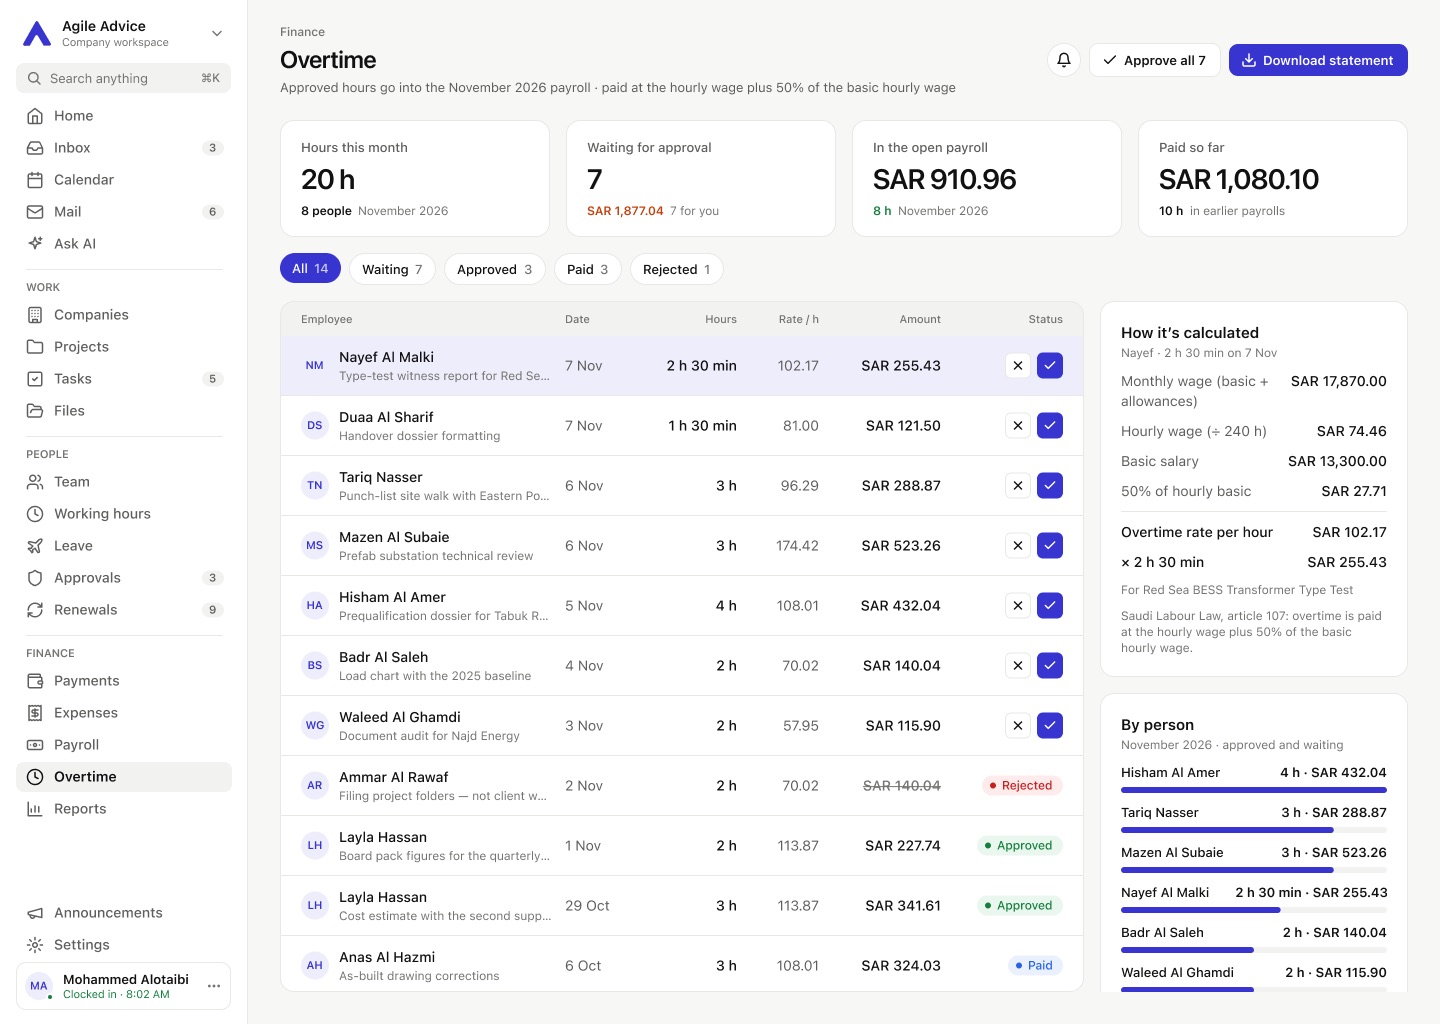 Agile Advice
Company workspace
Search anything ⌘K
Home
Inbox 3
Calendar
Mail 6
Ask AI
WORK
Companies
Projects
Tasks 5
Files
PEOPLE
Team
Working hours
Leave
Approvals 3
Renewals 9
FINANCE
Payments
Expenses
Payroll
Overtime
Reports
Announcements
Settings
MA Mohammed Alotaibi
Clocked in · 8:02 AM
Finance
Overtime
Approved hours go into the November 2026 payroll · paid at the hourly wage plus 50% of the basic hourly wage
Approve all 7
Download statement
Hours this month
20 h
8 people November 2026
Waiting for approval
7
SAR 1,877.04 7 for you
In the open payroll
SAR 910.96
8 h November 2026
Paid so far
SAR 1,080.10
10 h in earlier payrolls
All 14 Waiting 7 Approved 3 Paid 3 Rejected 1
Employee Date Hours Rate / h Amount Status
NM Nayef Al Malki 7 Nov 2 h 30 min 102.17 SAR 255.43
Type-test witness report for Red Se...
DS Duaa Al Sharif 7 Nov 1 h 30 min 81.00 SAR 121.50
Handover dossier formatting
TN Tariq Nasser 6 Nov 3 h 96.29 SAR 288.87
Punch-list site walk with Eastern Po...
MS Mazen Al Subaie 6 Nov 3 h 174.42 SAR 523.26
Prefab substation technical review
HA Hisham Al Amer 5 Nov 4 h 108.01 SAR 432.04
Prequalification dossier for Tabuk R...
BS Badr Al Saleh 4 Nov 2 h 70.02 SAR 140.04
Load chart with the 2025 baseline
WG Waleed Al Ghamdi 3 Nov 2 h 57.95 SAR 115.90
Document audit for Najd Energy
AR Ammar Al Rawaf 2 Nov 2 h 70.02 SAR 140.04 Rejected
Filing project folders — not client w...
LH Layla Hassan 1 Nov 2 h 113.87 SAR 227.74 Approved
Board pack figures for the quarterly...
LH Layla Hassan 29 Oct 3 h 113.87 SAR 341.61 Approved
Cost estimate with the second supp...
AH Anas Al Hazmi 6 Oct 3 h 108.01 SAR 324.03 Paid
As-built drawing corrections
How it's calculated
Nayef · 2 h 30 min on 7 Nov
Monthly wage (basic + SAR 17,870.00
allowances)
Hourly wage (÷ 240 h) SAR 74.46
Basic salary SAR 13,300.00
50% of hourly basic SAR 27.71
Overtime rate per hour SAR 102.17
× 2 h 30 min SAR 255.43
For Red Sea BESS Transformer Type Test
Saudi Labour Law, article 107: overtime is paid
at the hourly wage plus 50% of the basic
hourly wage.
By person
November 2026 · approved and waiting
Hisham Al Amer 4 h · SAR 432.04
Tariq Nasser 3 h · SAR 288.87
Mazen Al Subaie 3 h · SAR 523.26
Nayef Al Malki 2 h 30 min · SAR 255.43
Badr Al Saleh 2 h · SAR 140.04
Waleed Al Ghamdi 2 h · SAR 115.90